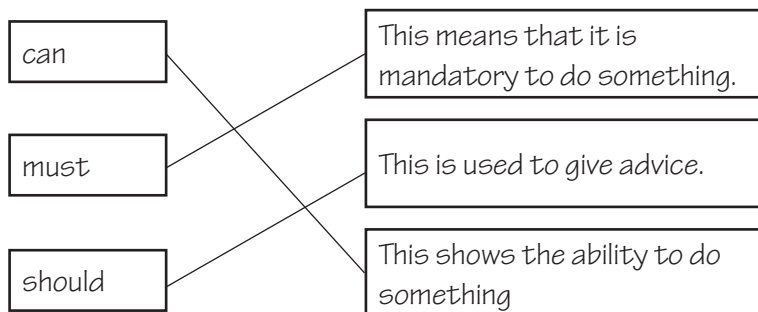 can
This means that it is
mandatory to do something.
must
This is used to give advice.
should
This shows the ability to do
something